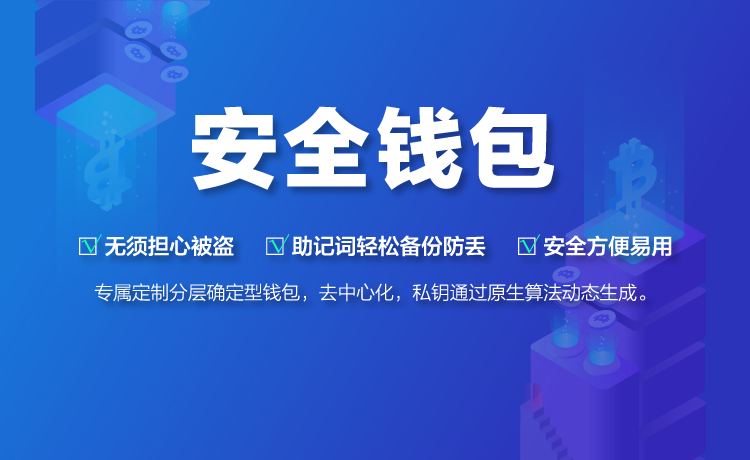 安全钱包
无须担心被盗 助记词轻松备份防丢 安全方便易用
专属定制分层确定型钱包，去中心化，私钥通过原生算法动态生成。